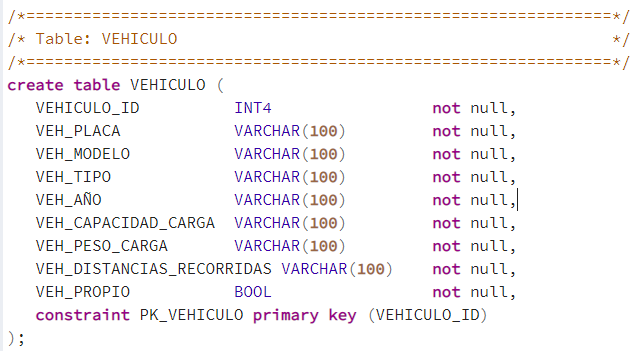 /*==============================================================*/
/* Table: VEHICULO                                              */
/*==============================================================*/
create table VEHICULO (
   VEHICULO_ID          INT4                 not null,
   VEH_PLACA            VARCHAR(100)         not null,
   VEH_MODELO           VARCHAR(100)         not null,
   VEH_TIPO             VARCHAR(100)         not null,
   VEH_AÑO              VARCHAR(100)         not null,
   VEH_CAPACIDAD_CARGA  VARCHAR(100)         not null,
   VEH_PESO_CARGA       VARCHAR(100)         not null,
   VEH_DISTANCIAS_RECORRIDAS VARCHAR(100)    not null,
   VEH_PROPIO           BOOL                 not null,
   constraint PK_VEHICULO primary key (VEHICULO_ID)
);